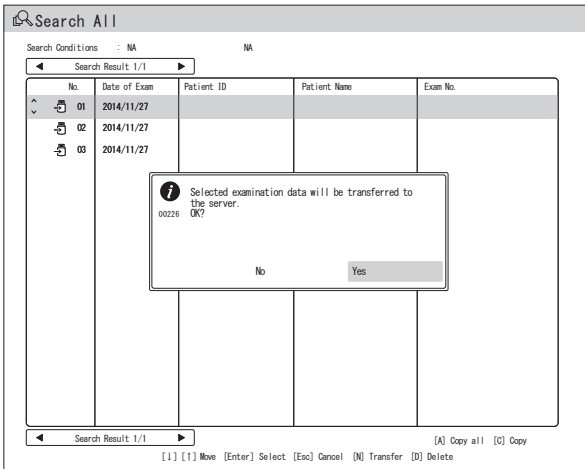 Search All
Search Conditions : NA NA
◀ Search Result 1/1 ▶
No. Date of Exam Patient ID Patient Name Exam No.
01 2014/11/27
02 2014/11/27
03 2014/11/27
Selected examination data will be transferred to
the server.
00226 OK?
No Yes
◀ Search Result 1/1 ▶
[A] Copy all [C] Copy
[↓] [↑] Move [Enter] Select [Esc] Cancel [N] Transfer [D] Delete